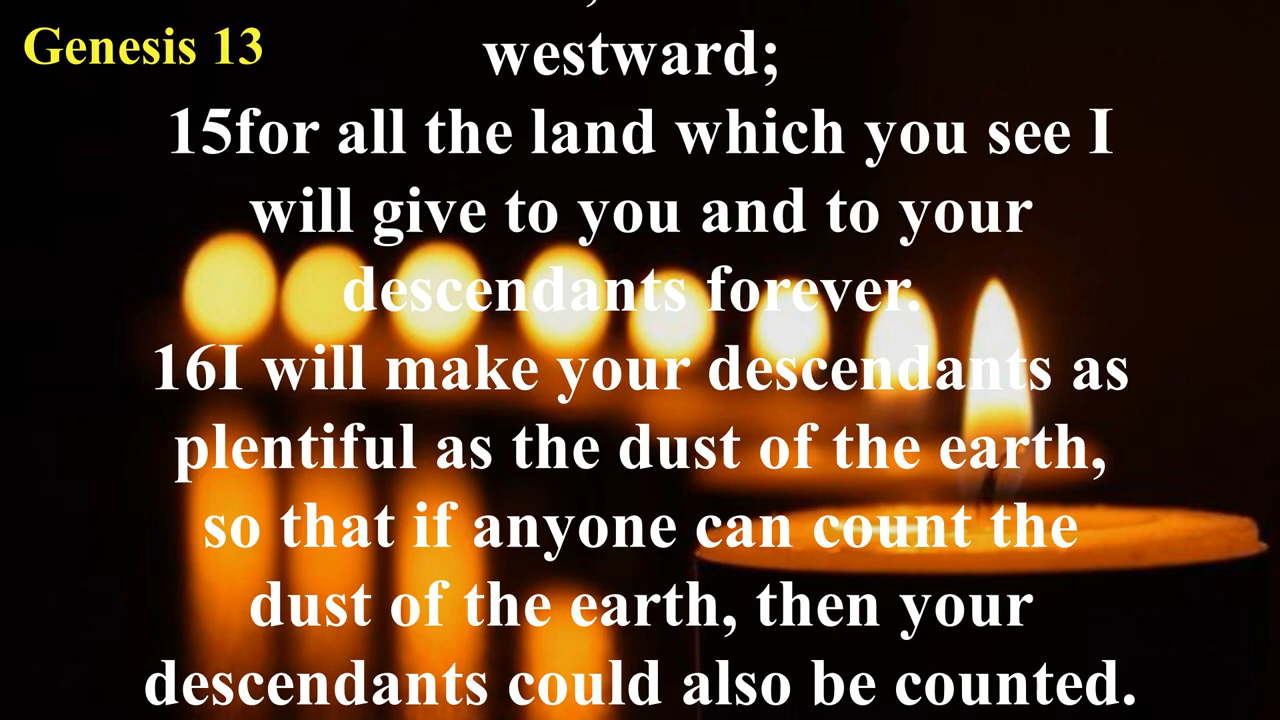 Genesis 13
westward;
15for all the land which you see I
will give to you and to your
descendants forever.
16I will make your descendants as
plentiful as the dust of the earth,
so that if anyone can count the
dust of the earth, then your
descendants could also be counted.